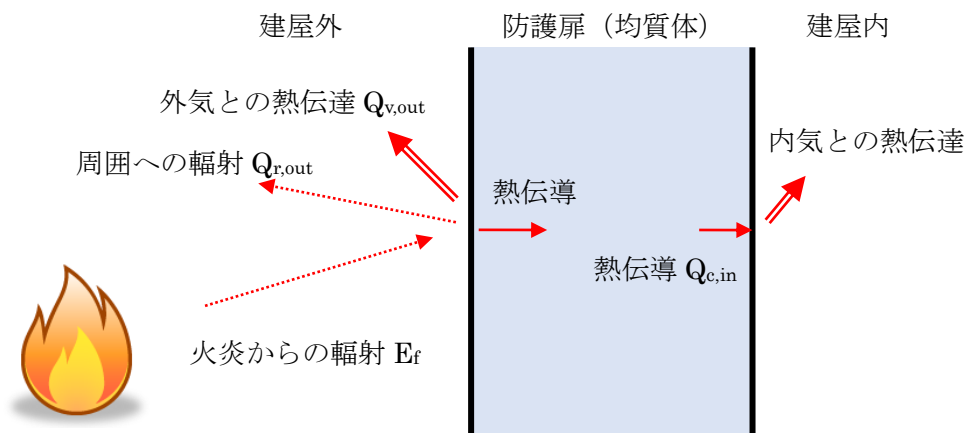 建屋外
防護扉（均質体）
建屋内
外気との熱伝達 Qv,out
周囲への輻射 Qr,out
内気との熱伝達
熱伝導
熱伝導 Qc,in
火炎からの輻射 Ef